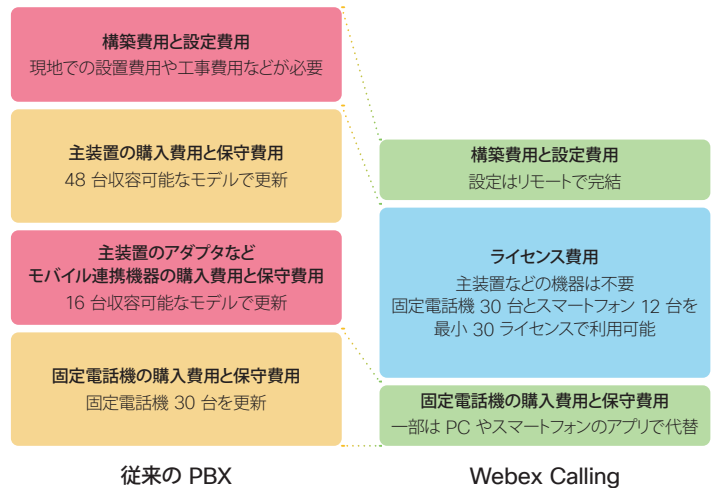 構築費用と設定費用
現地での設置費用や工事費用などが必要
主装置の購入費用と保守費用
48 台収容可能なモデルで更新
主装置のアダプタなど
モバイル連携機器の購入費用と保守費用
16 台収容可能なモデルで更新
固定電話機の購入費用と保守費用
固定電話機 30 台を更新
従来の PBX
構築費用と設定費用
設定はリモートで完結
ライセンス費用
主装置などの機器は不要
固定電話機 30 台とスマートフォン 12 台を
最小 30 ライセンスで利用可能
固定電話機の購入費用と保守費用
一部は PC やスマートフォンのアプリで代替
Webex Calling